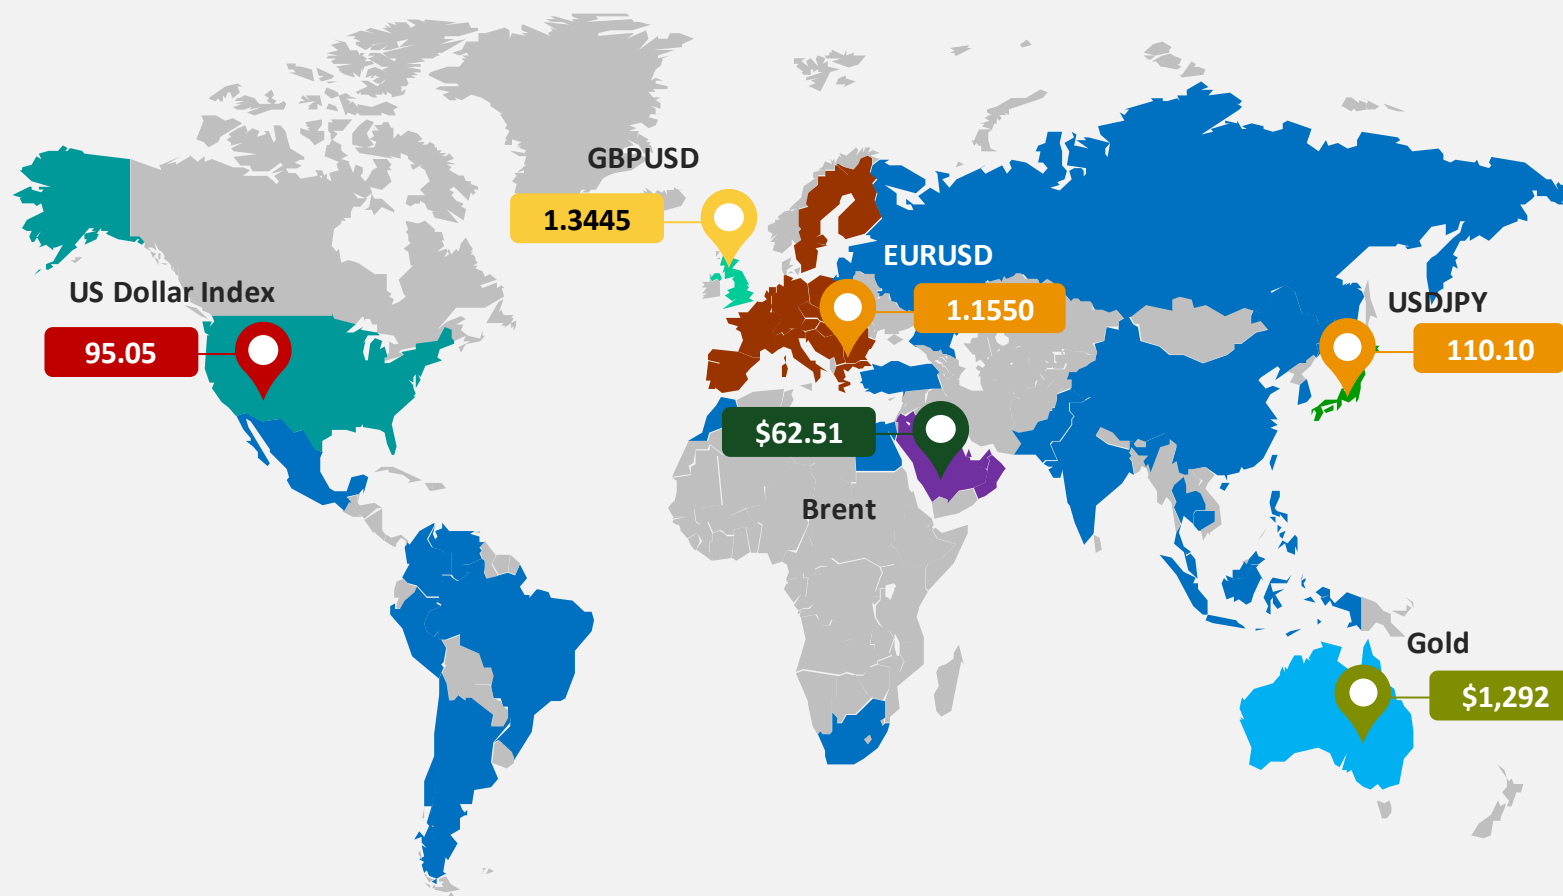 GBPUSD
1.3445
EURUSD
1.1550
US Dollar Index
95.05
USDJPY
110.10
$62.51
Brent
Gold
$1,292